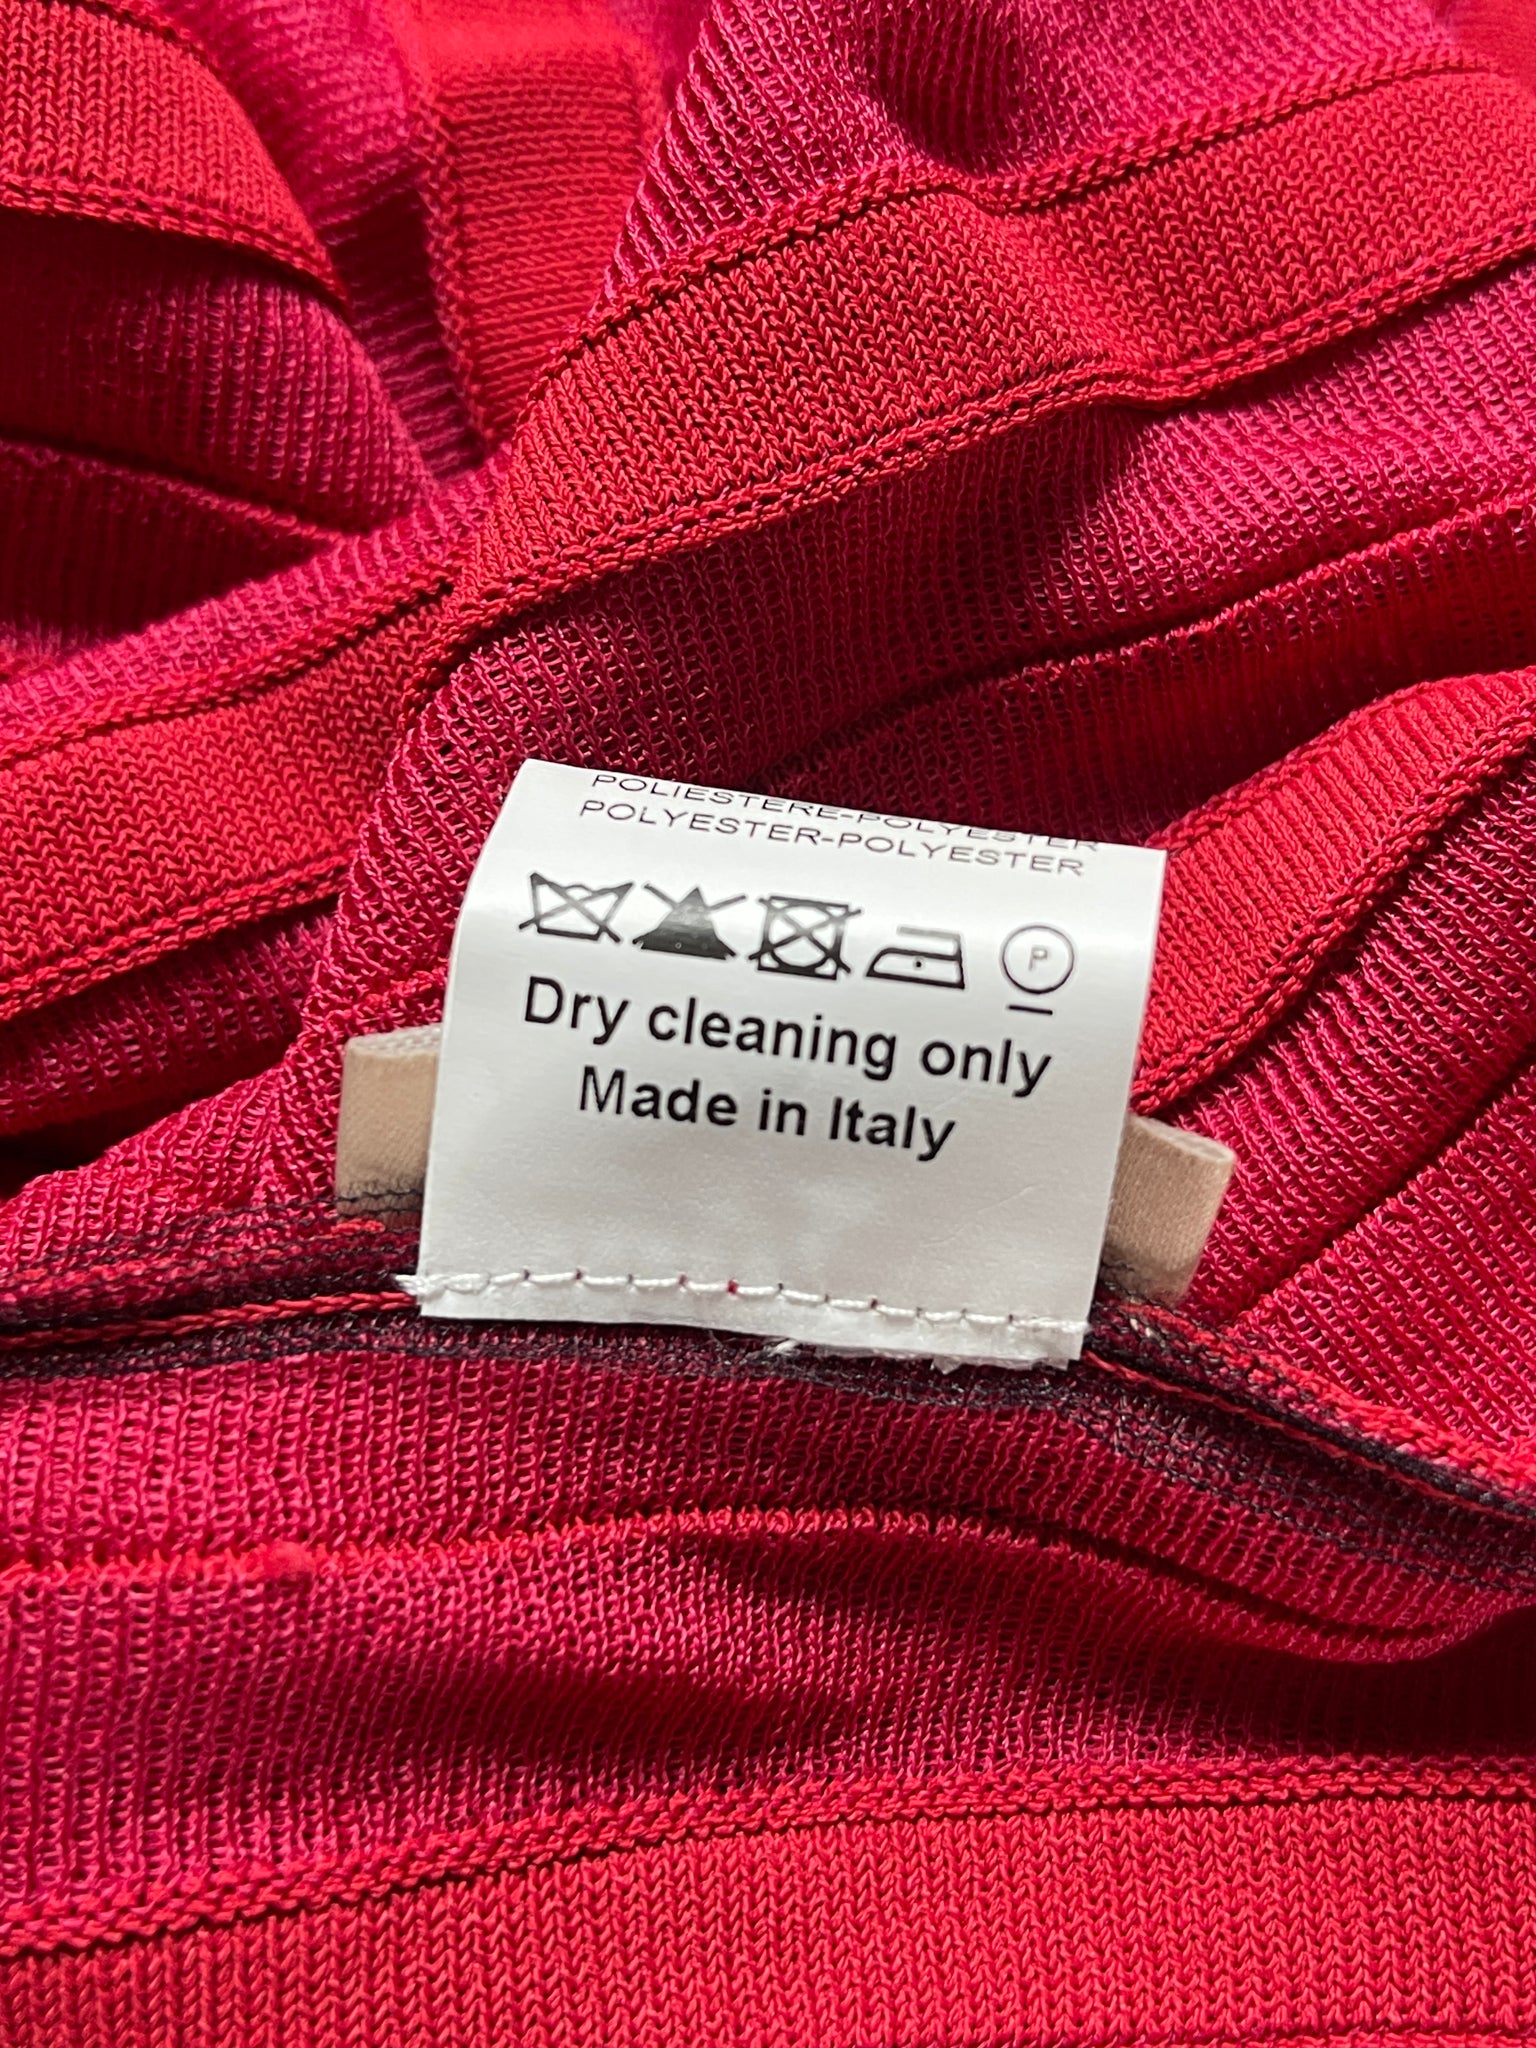 POLIESTERE-POLYESTER
POLYESTER-POLYESTER
P
Dry cleaning only
Made in Italy